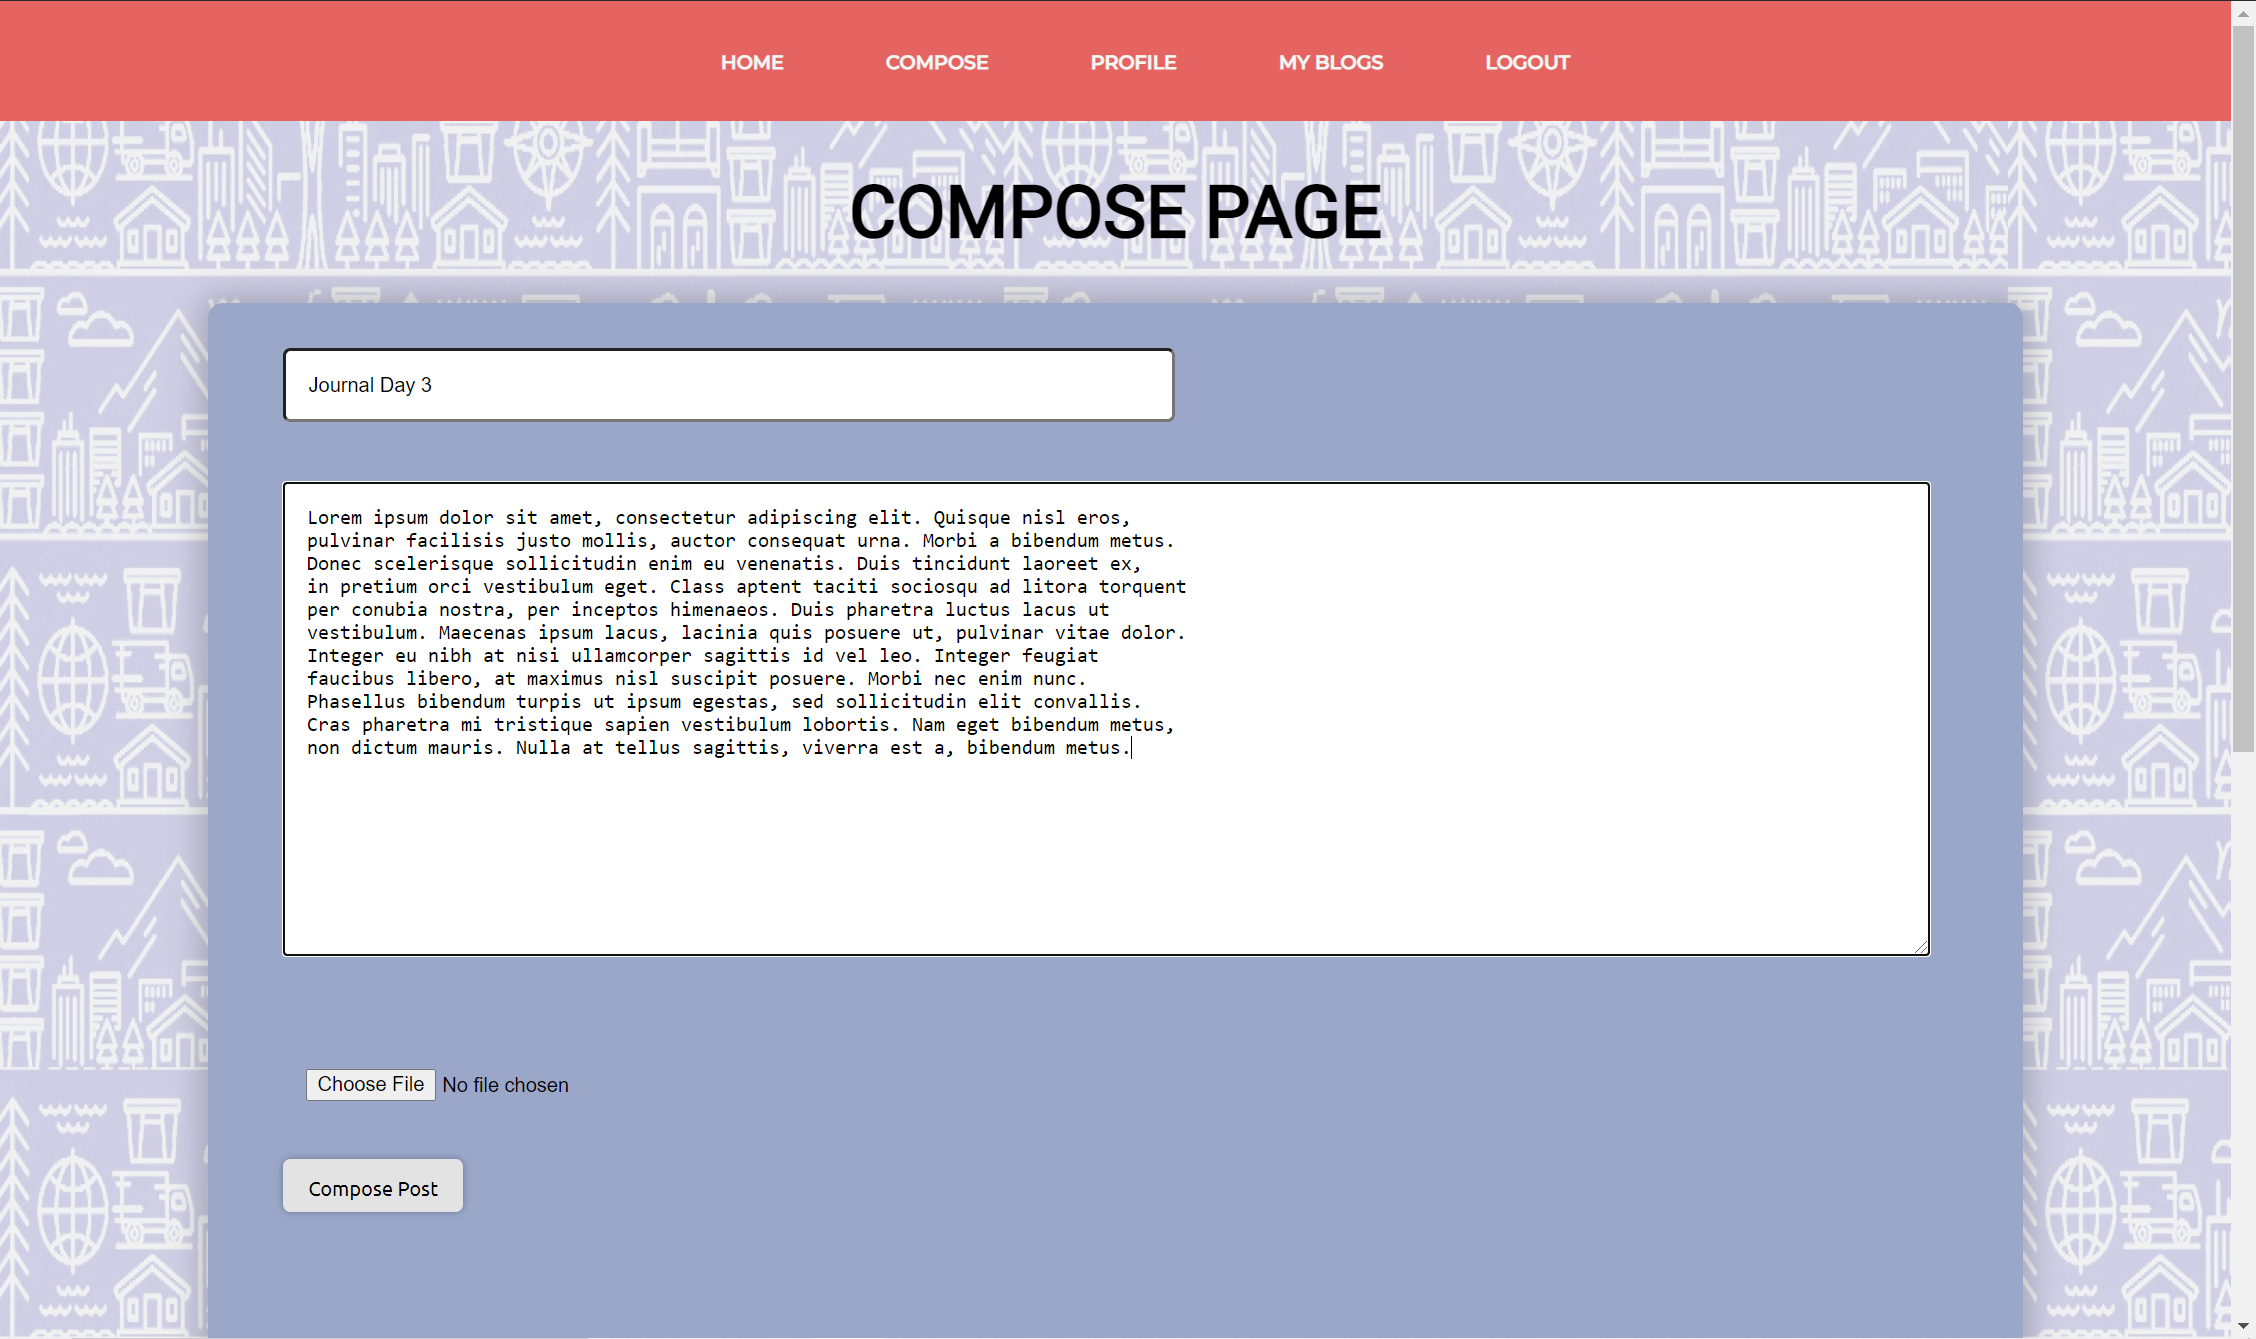 HOME COMPOSE PROFILE MY BLOGS LOGOUT
COMPOSE PAGE
Journal Day 3
Lorem ipsum dolor sit amet, consectetur adipiscing elit. Quisque nisl eros,
pulvinar facilisis justo mollis, auctor consequat urna. Morbi a bibendum metus.
Donec scelerisque sollicitudin enim eu venenatis. Duis tincidunt laoreet ex,
in pretium orci vestibulum eget. Class aptent taciti sociosqu ad litora torquent
per conubia nostra, per inceptos himenaeos. Duis pharetra luctus lacus ut
vestibulum. Maecenas ipsum lacus, lacinia quis posuere ut, pulvinar vitae dolor.
Integer eu nibh at nisi ullamcorper sagittis id vel leo. Integer feugiat
faucibus libero, at maximus nisl suscipit posuere. Morbi nec enim nunc.
Phasellus bibendum turpis ut ipsum egestas, sed sollicitudin elit convallis.
Cras pharetra mi tristique sapien vestibulum lobortis. Nam eget bibendum metus,
non dictum mauris. Nulla at tellus sagittis, viverra est a, bibendum metus.
Choose File No file chosen
Compose Post